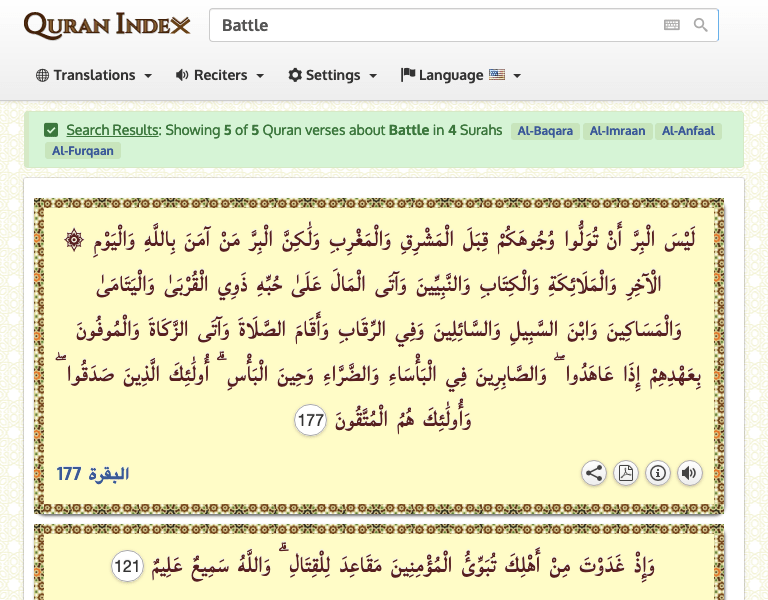 QURAN INDEX
Battle
Translations
Reciters
Settings
Language
Search Results: Showing 5 of 5 Quran verses about Battle in 4 Surahs Al-Baqara Al-Imraan Al-Anfaal
Al-Furqaan
۞ لَيْسَ الْبِرَّ أَنْ تُوَلُّوا وُجُوهَكُمْ قِبَلَ الْمَشْرِقِ وَالْمَغْرِبِ وَلَٰكِنَّ الْبِرَّ مَنْ آمَنَ بِاللَّهِ وَالْيَوْمِ
الْآخِرِ وَالْمَلَائِكَةِ وَالْكِتَابِ وَالنَّبِيِّينَ وَآتَى الْمَالَ عَلَىٰ حُبِّهِ ذَوِي الْقُرْبَىٰ وَالْيَتَامَىٰ
وَالْمَسَاكِينَ وَابْنَ السَّبِيلِ وَالسَّائِلِينَ وَفِي الرِّقَابِ وَأَقَامَ الصَّلَاةَ وَآتَى الزَّكَاةَ وَالْمُوفُونَ
بِعَهْدِهِمْ إِذَا عَاهَدُوا ۖ وَالصَّابِرِينَ فِي الْبَأْسَاءِ وَالضَّرَّاءِ وَحِينَ الْبَأْسِ ۗ أُولَٰئِكَ الَّذِينَ صَدَقُوا ۖ
وَأُولَٰئِكَ هُمُ الْمُتَّقُونَ 177
البقرة 177
وَإِذْ غَدَوْتَ مِنْ أَهْلِكَ تُبَوِّئُ الْمُؤْمِنِينَ مَقَاعِدَ لِلْقِتَالِ ۗ وَاللَّهُ سَمِيعٌ عَلِيمٌ 121